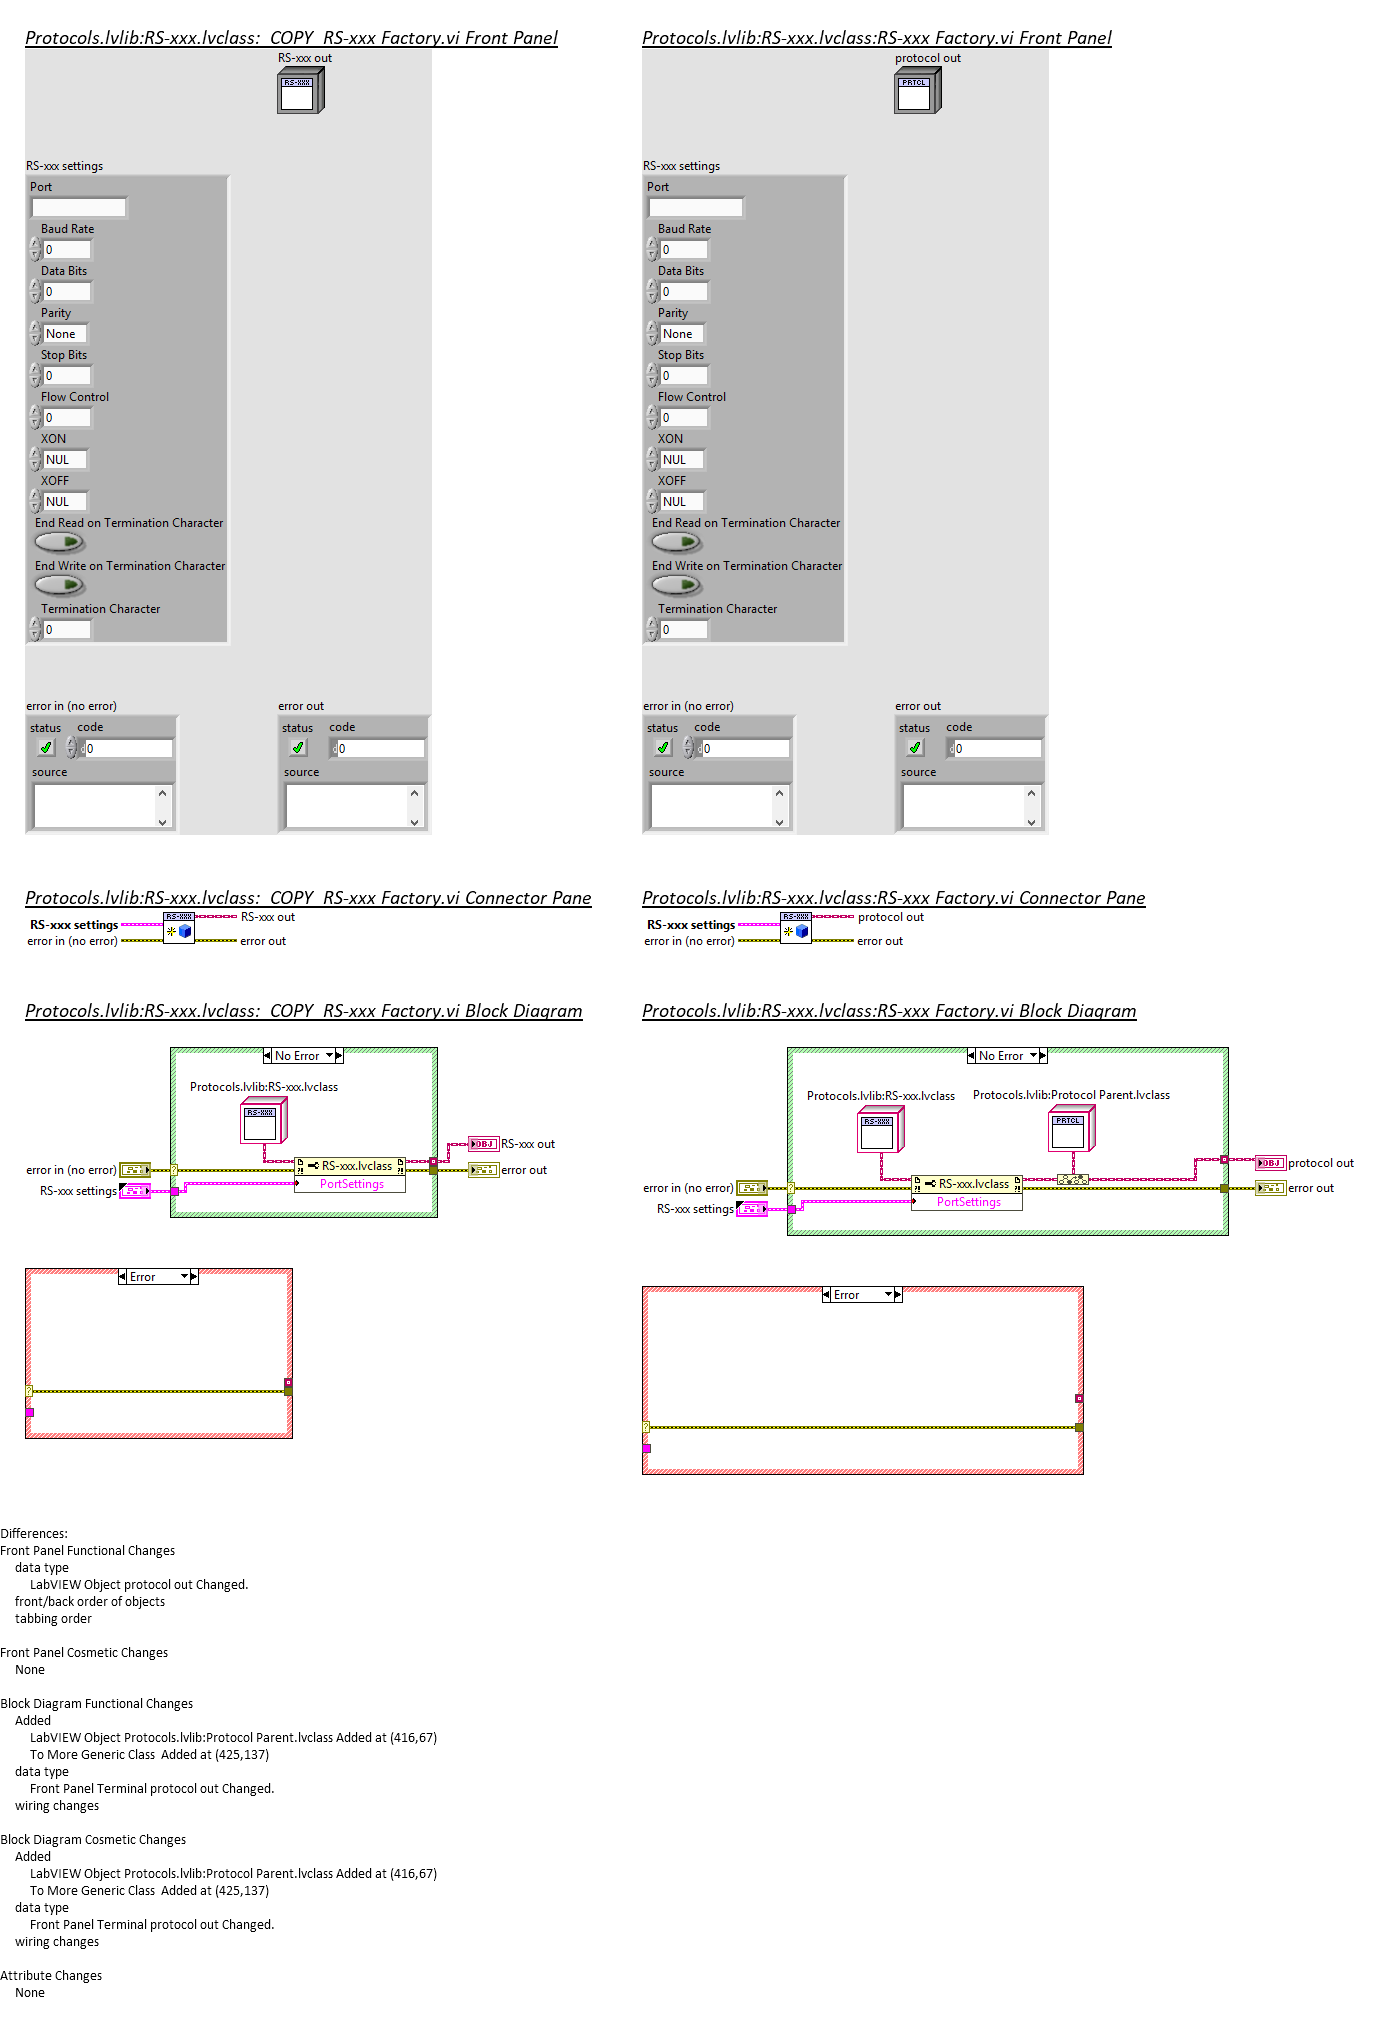 Protocols.lvlib:RS-xxx.lvclass:_COPY_RS-xxx Factory.vi Front Panel
RS-xxx out
RS-XXX
RS-xxx settings
Port
Baud Rate
0
Data Bits
0
Parity
None
Stop Bits
0
Flow Control
0
XON
NUL
XOFF
NUL
End Read on Termination Character
End Write on Termination Character
Termination Character
0
error in (no error)
status code
d0
source
error out
status code
d0
source
Protocols.lvlib:RS-xxx.lvclass:RS-xxx Factory.vi Front Panel
protocol out
PRTCL
RS-xxx settings
Port
Baud Rate
0
Data Bits
0
Parity
None
Stop Bits
0
Flow Control
0
XON
NUL
XOFF
NUL
End Read on Termination Character
End Write on Termination Character
Termination Character
0
error in (no error)
status code
d0
source
error out
status code
d0
source
Protocols.lvlib:RS-xxx.lvclass:_COPY_RS-xxx Factory.vi Connector Pane
RS-XXX
RS-xxx settings
error in (no error)
RS-xxx out
error out
Protocols.lvlib:RS-xxx.lvclass:RS-xxx Factory.vi Connector Pane
RS-XXX
RS-xxx settings
error in (no error)
protocol out
error out
Protocols.lvlib:RS-xxx.lvclass:_COPY_RS-xxx Factory.vi Block Diagram
No Error
Protocols.lvlib:RS-xxx.lvclass
RS-XXX
error in (no error)
RS-xxx settings
?
RS-xxx.lvclass
PortSettings
OBJ
RS-xxx out
error out
Error
?
Protocols.lvlib:RS-xxx.lvclass:RS-xxx Factory.vi Block Diagram
No Error
Protocols.lvlib:RS-xxx.lvclass
Protocols.lvlib:Protocol Parent.lvclass
RS-XXX
PRTCL
error in (no error)
RS-xxx settings
?
RS-xxx.lvclass
PortSettings
OBJ
protocol out
error out
Error
?
Differences:
Front Panel Functional Changes
data type
LabVIEW Object protocol out Changed.
front/back order of objects
tabbing order
Front Panel Cosmetic Changes
None
Block Diagram Functional Changes
Added
LabVIEW Object Protocols.lvlib:Protocol Parent.lvclass Added at (416,67)
To More Generic Class  Added at (425,137)
data type
Front Panel Terminal protocol out Changed.
wiring changes
Block Diagram Cosmetic Changes
Added
LabVIEW Object Protocols.lvlib:Protocol Parent.lvclass Added at (416,67)
To More Generic Class  Added at (425,137)
data type
Front Panel Terminal protocol out Changed.
wiring changes
Attribute Changes
None